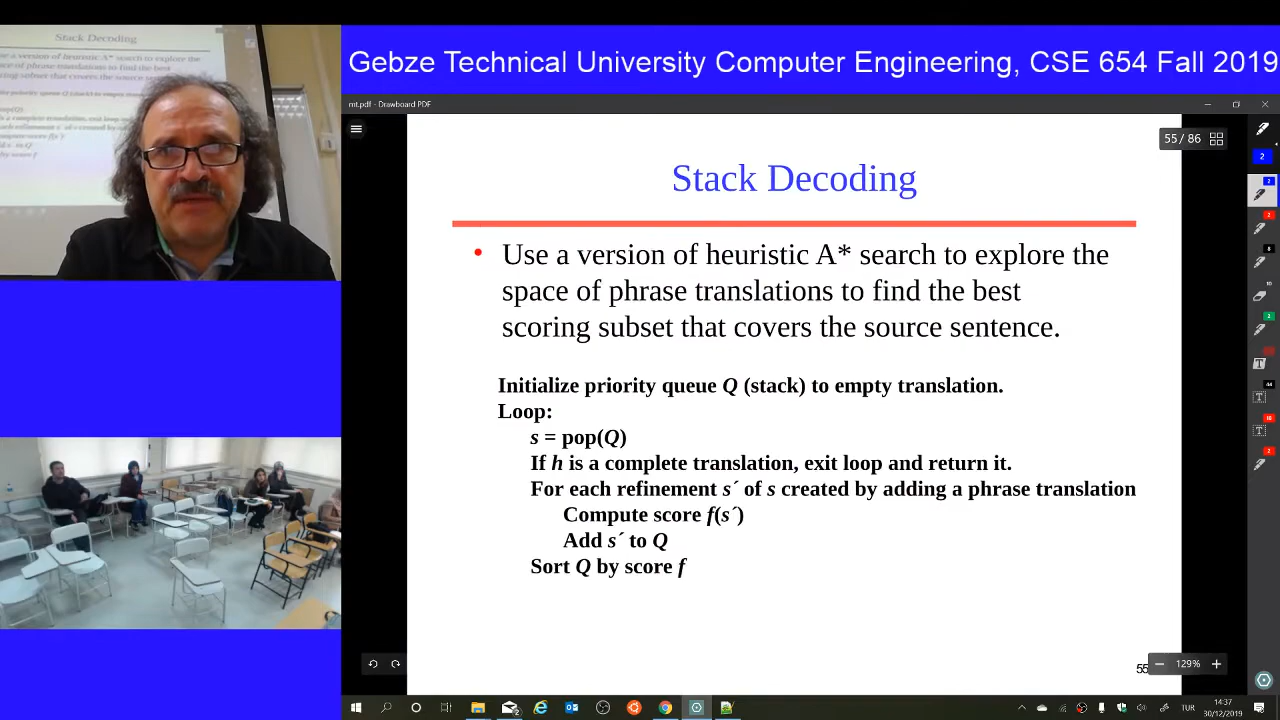 Gebze Technical University Computer Engineering, CSE 654 Fall 2019
mt.pdf - Drawboard PDF
55 / 86
Stack Decoding
• Use a version of heuristic A* search to explore the
space of phrase translations to find the best
scoring subset that covers the source sentence.
Initialize priority queue Q (stack) to empty translation.
Loop:
s = pop(Q)
If h is a complete translation, exit loop and return it.
For each refinement s´ of s created by adding a phrase translation
Compute score f(s´)
Add s´ to Q
Sort Q by score f
55
129%
TUR
14:37
30/12/2019
Stack Decoding